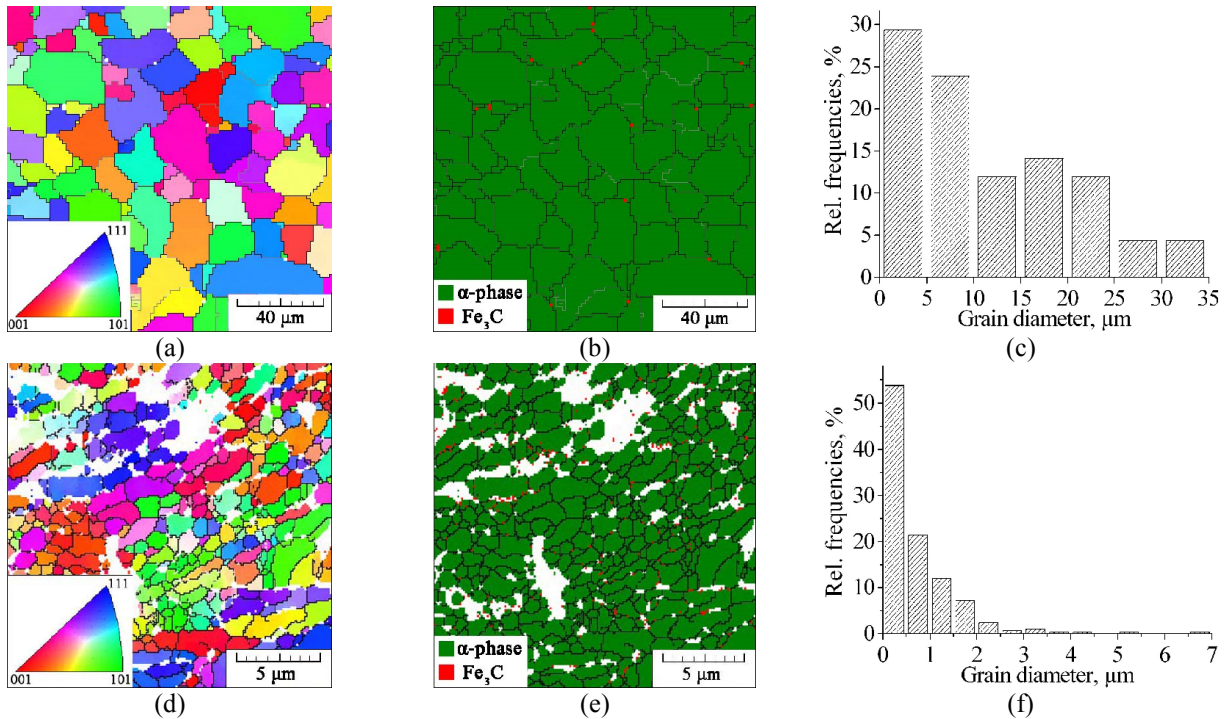 111
001
101
40 μm
(a)
α-phase
Fe3C
40 μm
(b)
Rel. frequencies, %
30
25
20
15
10
5
0
0 5 10 15 20 25 30 35
Grain diameter, μm
(c)
111
001
101
5 μm
(d)
α-phase
Fe3C
5 μm
(e)
Rel. frequencies, %
50
40
30
20
10
0
0 1 2 3 4 5 6 7
Grain diameter, μm
(f)